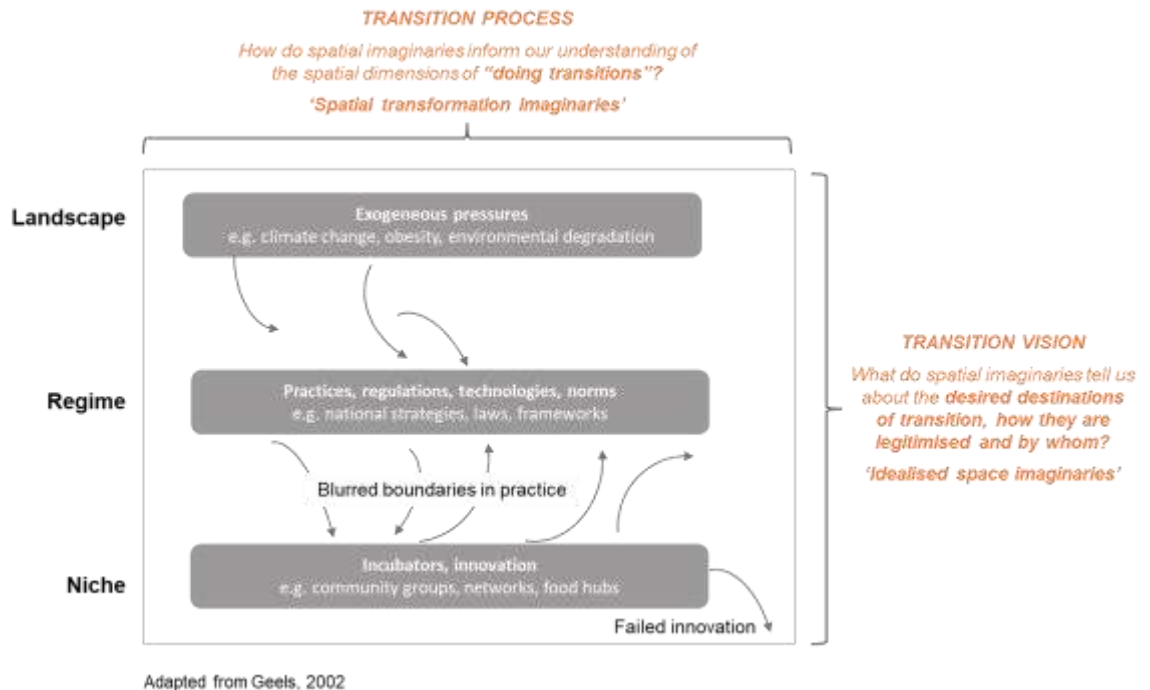 TRANSITION PROCESS
How do spatial imaginaries inform our understanding of
the spatial dimensions of “doing transitions”?
‘Spatial transformation imaginaries’
Landscape
Exogeneous pressures
e.g. climate change, obesity, environmental degradation
Regime
Practices, regulations, technologies, norms
e.g. national strategies, laws, frameworks
Blurred boundaries in practice
Niche
Incubators, innovation
e.g. community groups, networks, food hubs
Failed innovation
TRANSITION VISION
What do spatial imaginaries tell us
about the desired destinations
of transition, how they are
legitimised and by whom?
‘Idealised space imaginaries’
Adapted from Geels, 2002